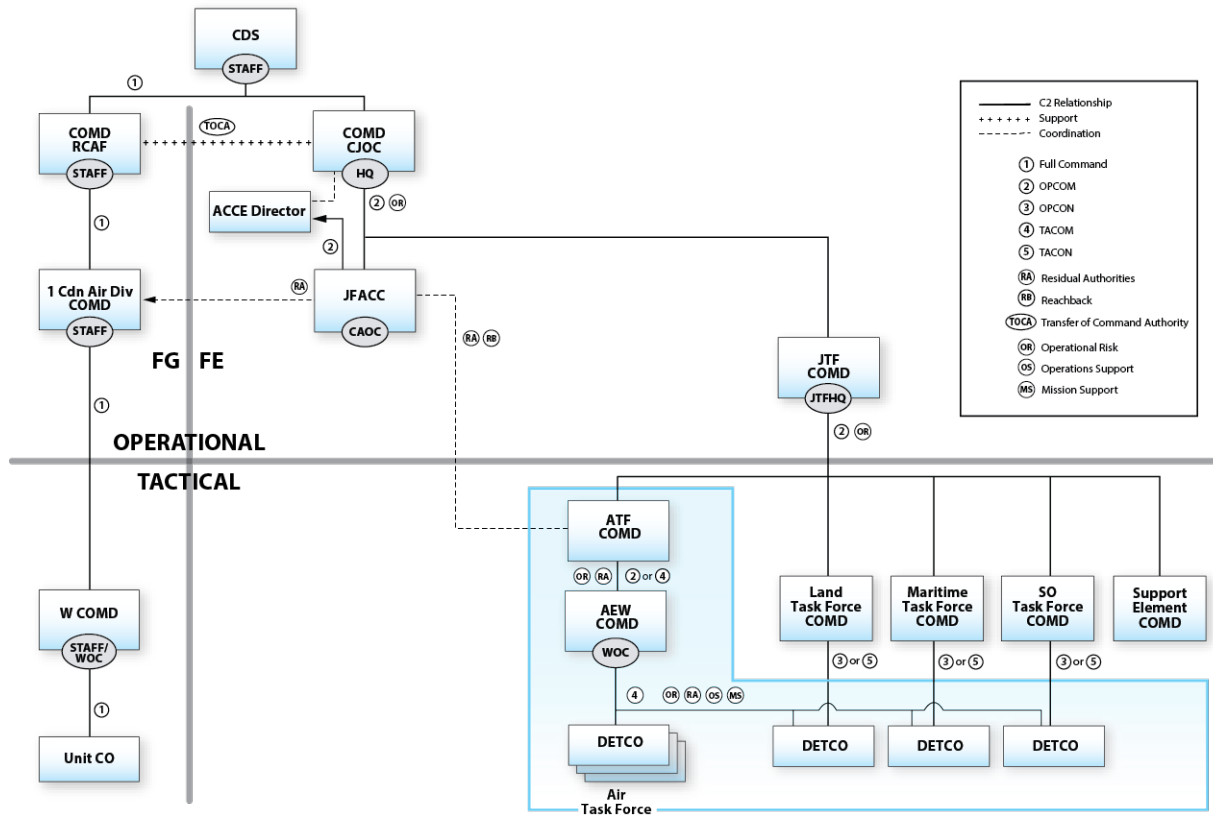 CDS
STAFF
1
COMD
RCAF
STAFF
TOCA
COMD
CJOC
HQ
2 OR
ACCE Director
2
1
1 Cdn Air Div
COMD
STAFF
RA
JFACC
CAOC
RA RB
FG FE
JTF
COMD
JTFHQ
2 OR
1
OPERATIONAL
TACTICAL
C2 Relationship
Support
Coordination
1 Full Command
2 OPCOM
3 OPCON
4 TACOM
5 TACON
RA Residual Authorities
RB Reachback
TOCA Transfer of Command Authority
OR Operational Risk
OS Operations Support
MS Mission Support
ATF
COMD
OR RA 2 or 4
AEW
COMD
WOC
Land
Task Force
COMD
Maritime
Task Force
COMD
SO
Task Force
COMD
Support
Element
COMD
3 or 5
3 or 5
3 or 5
W COMD
STAFF/
WOC
1
Unit CO
4 OR RA OS MS
DETCO
DETCO
DETCO
DETCO
Air
Task Force